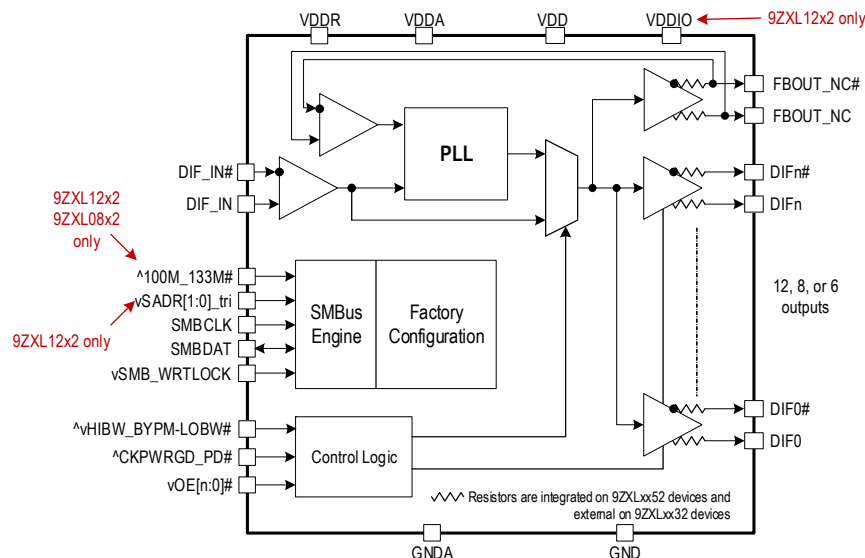 VDDR
VDDA
VDD
VDDIO
9ZXL12x2 only
FBOUT_NC#
FBOUT_NC
PLL
DIF_IN#
DIF_IN
DIFn#
DIFn
9ZXL12x2
9ZXL08x2
only
^100M_133M#
vSADR[1:0]_tri
SMBCLK
SMBDAT
vSMB_WRTLOCK
9ZXL12x2 only
SMBus
Engine
Factory
Configuration
12, 8, or 6
outputs
^vHIBW_BYPM-LOBW#
^CKPWRGD_PD#
vOE[n:0]#
Control Logic
DIF0#
DIF0
Resistors are integrated on 9ZXLxx52 devices and
external on 9ZXLxx32 devices
GNDA
GND